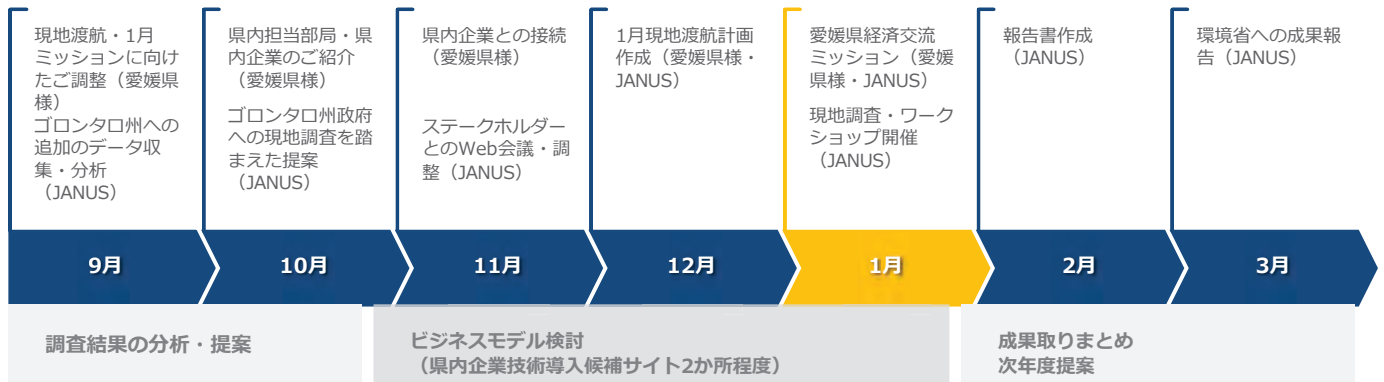 現地渡航・1月
ミッションに向け
たご調整（愛媛県
様）
ゴロンタロ州への
追加のデータ収
集・分析
（JANUS）
県内担当部局・県
内企業のご紹介
（愛媛県様）
ゴロンタロ州政府
への現地調査を踏
まえた提案
（JANUS）
県内企業との接続
（愛媛県様）
ステークホルダー
とのWeb会議・調
整（JANUS）
1月現地渡航計画
作成（愛媛県様・
JANUS）
愛媛県経済交流
ミッション（愛媛
県様・JANUS）
現地調査・ワーク
ショップ開催
（JANUS）
報告書作成
（JANUS）
環境省への成果報
告（JANUS）
9月
10月
11月
12月
1月
2月
3月
調査結果の分析・提案
ビジネスモデル検討
（県内企業技術導入候補サイト2か所程度）
成果取りまとめ
次年度提案